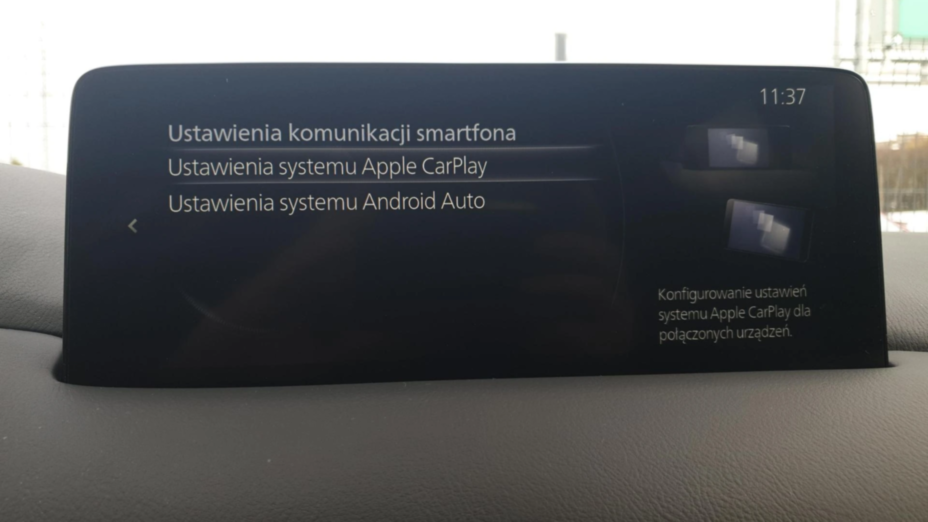 11:37
Ustawienia komunikacji smartfona
Ustawienia systemu Apple CarPlay
Ustawienia systemu Android Auto
Konfigurowanie ustawień
systemu Apple CarPlay dla
połączonych urządzeń.